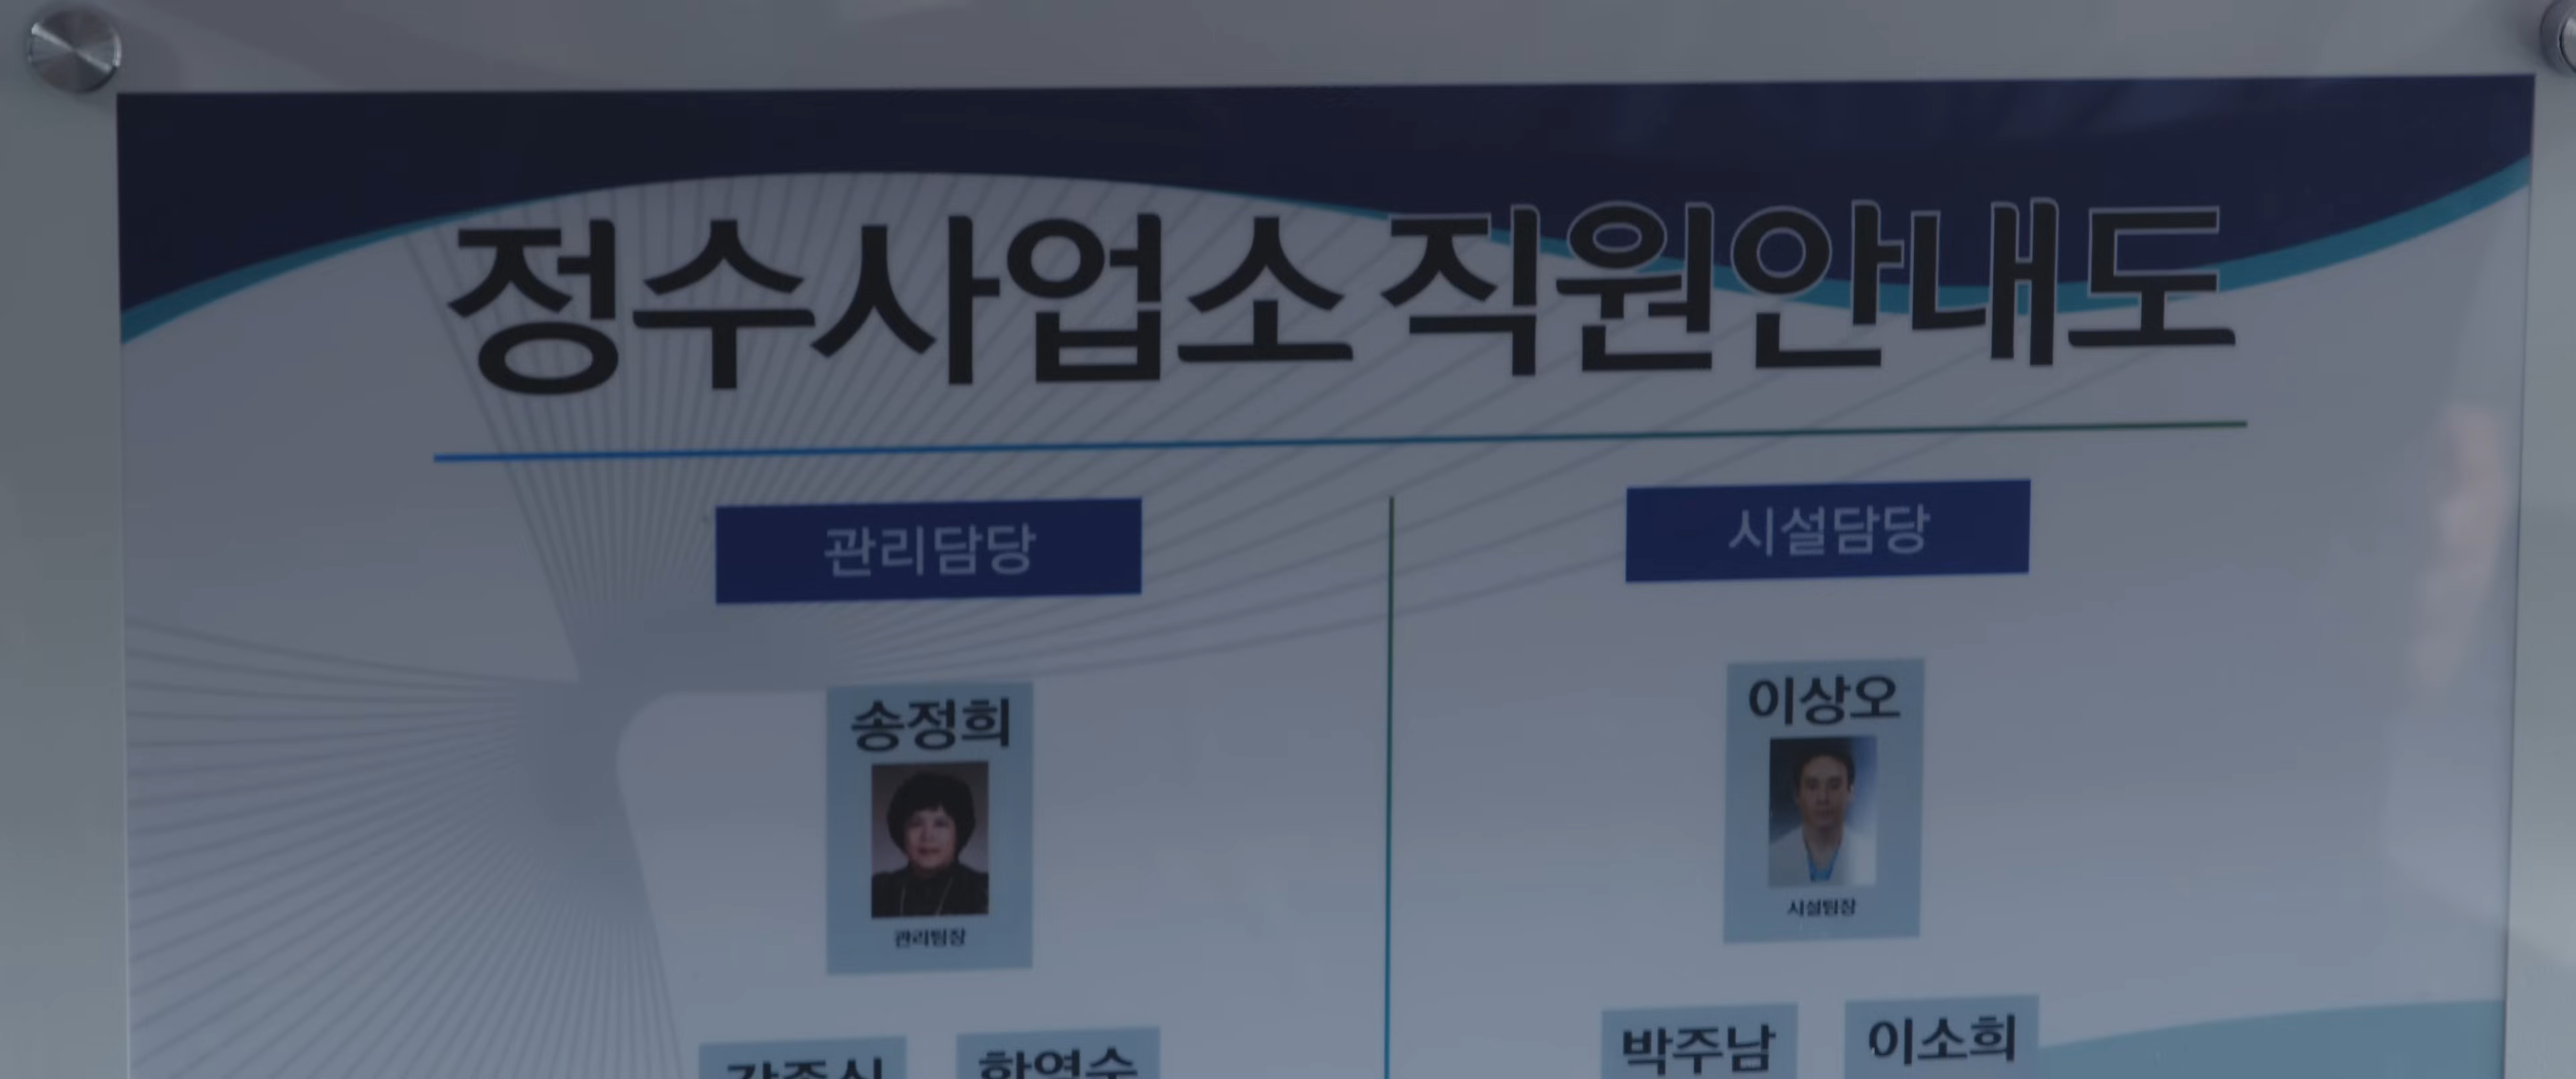 정수사업소 직원안내도
관리담당
시설담당
송정희
관리팀장
이상오
시설팀장
박주남
이소희